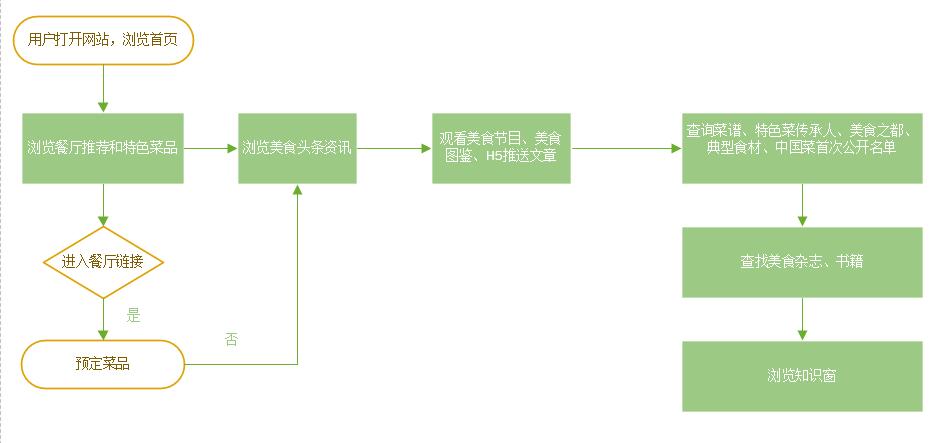 用户打开网站，浏览首页
浏览餐厅推荐和特色菜品
浏览美食头条资讯
观看美食节目、美食
图鉴、H5推送文章
查询菜谱、特色菜传承人、美食之都、
典型食材、中国菜首次公开名单
进入餐厅链接
查找美食杂志、书籍
是
否
预定菜品
浏览知识窗